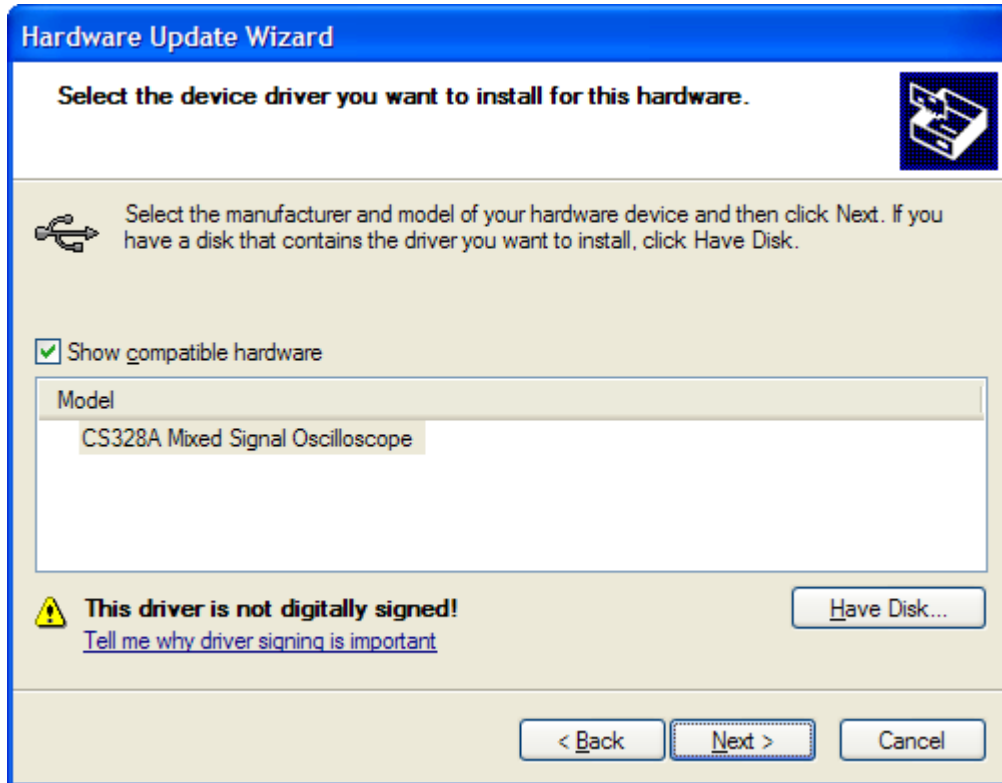 Hardware Update Wizard
Select the device driver you want to install for this hardware.
Select the manufacturer and model of your hardware device and then click Next. If you
have a disk that contains the driver you want to install, click Have Disk.
Show compatible hardware
Model
CS328A Mixed Signal Oscilloscope
This driver is not digitally signed!
Have Disk...
Tell me why driver signing is important
< Back
Next >
Cancel